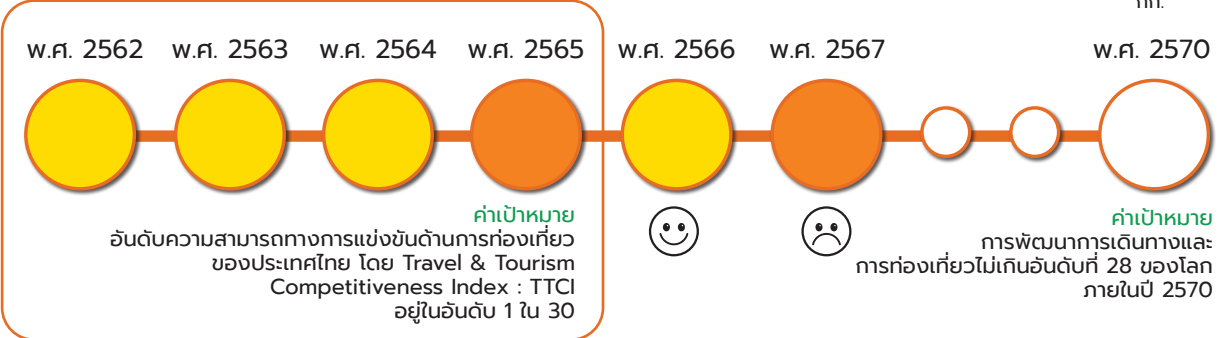 กก.
พ.ศ. 2562 พ.ศ. 2563 พ.ศ. 2564 พ.ศ. 2565 พ.ศ. 2566 พ.ศ. 2567 พ.ศ. 2570
ค่าเป้าหมาย
อันดับความสามารถทางการแข่งขันด้านการท่องเที่ยว
ของประเทศไทย โดย Travel & Tourism
Competitiveness Index : TTCI
อยู่ในอันดับ 1 ใน 30
ค่าเป้าหมาย
การพัฒนาการเดินทางและ
การท่องเที่ยวไม่เกินอันดับที่ 28 ของโลก
ภายในปี 2570